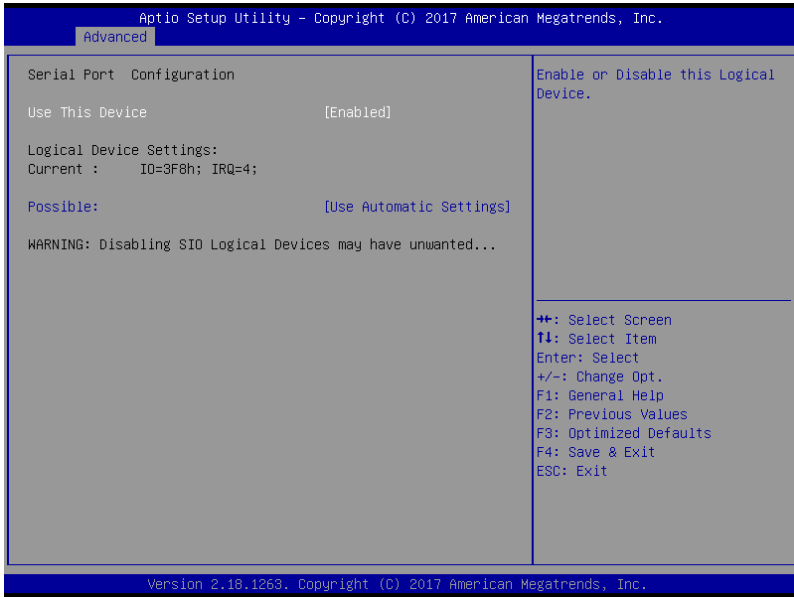 Aptio Setup Utility – Copyright (C) 2017 American Megatrends, Inc.
Advanced
Serial Port  Configuration
Use This Device [Enabled]
Logical Device Settings:
Current : IO=3F8h; IRQ=4;
Possible: [Use Automatic Settings]
WARNING: Disabling SIO Logical Devices may have unwanted...
Enable or Disable this Logical
Device.
→←: Select Screen
↑↓: Select Item
Enter: Select
+/-: Change Opt.
F1: General Help
F2: Previous Values
F3: Optimized Defaults
F4: Save & Exit
ESC: Exit
Version 2.18.1263. Copyright (C) 2017 American Megatrends, Inc.